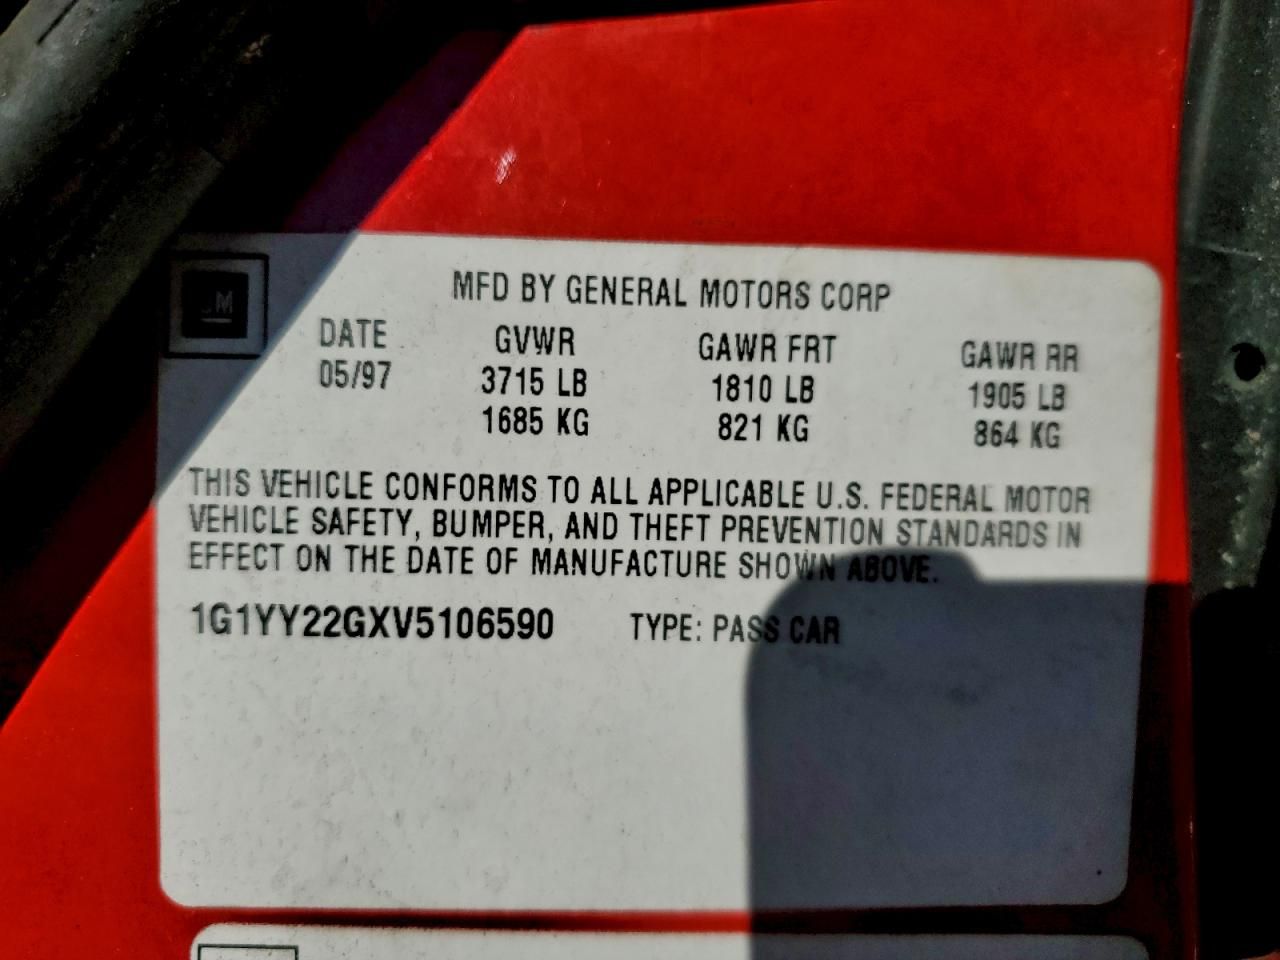 GM
MFD BY GENERAL MOTORS CORP
DATE GVWR GAWR FRT GAWR RR
05/97 3715 LB 1810 LB 1905 LB
1685 KG 821 KG 864 KG
THIS VEHICLE CONFORMS TO ALL APPLICABLE U.S. FEDERAL MOTOR
VEHICLE SAFETY, BUMPER, AND THEFT PREVENTION STANDARDS IN
EFFECT ON THE DATE OF MANUFACTURE SHOWN ABOVE.
1G1YY22GXV5106590 TYPE: PASS CAR